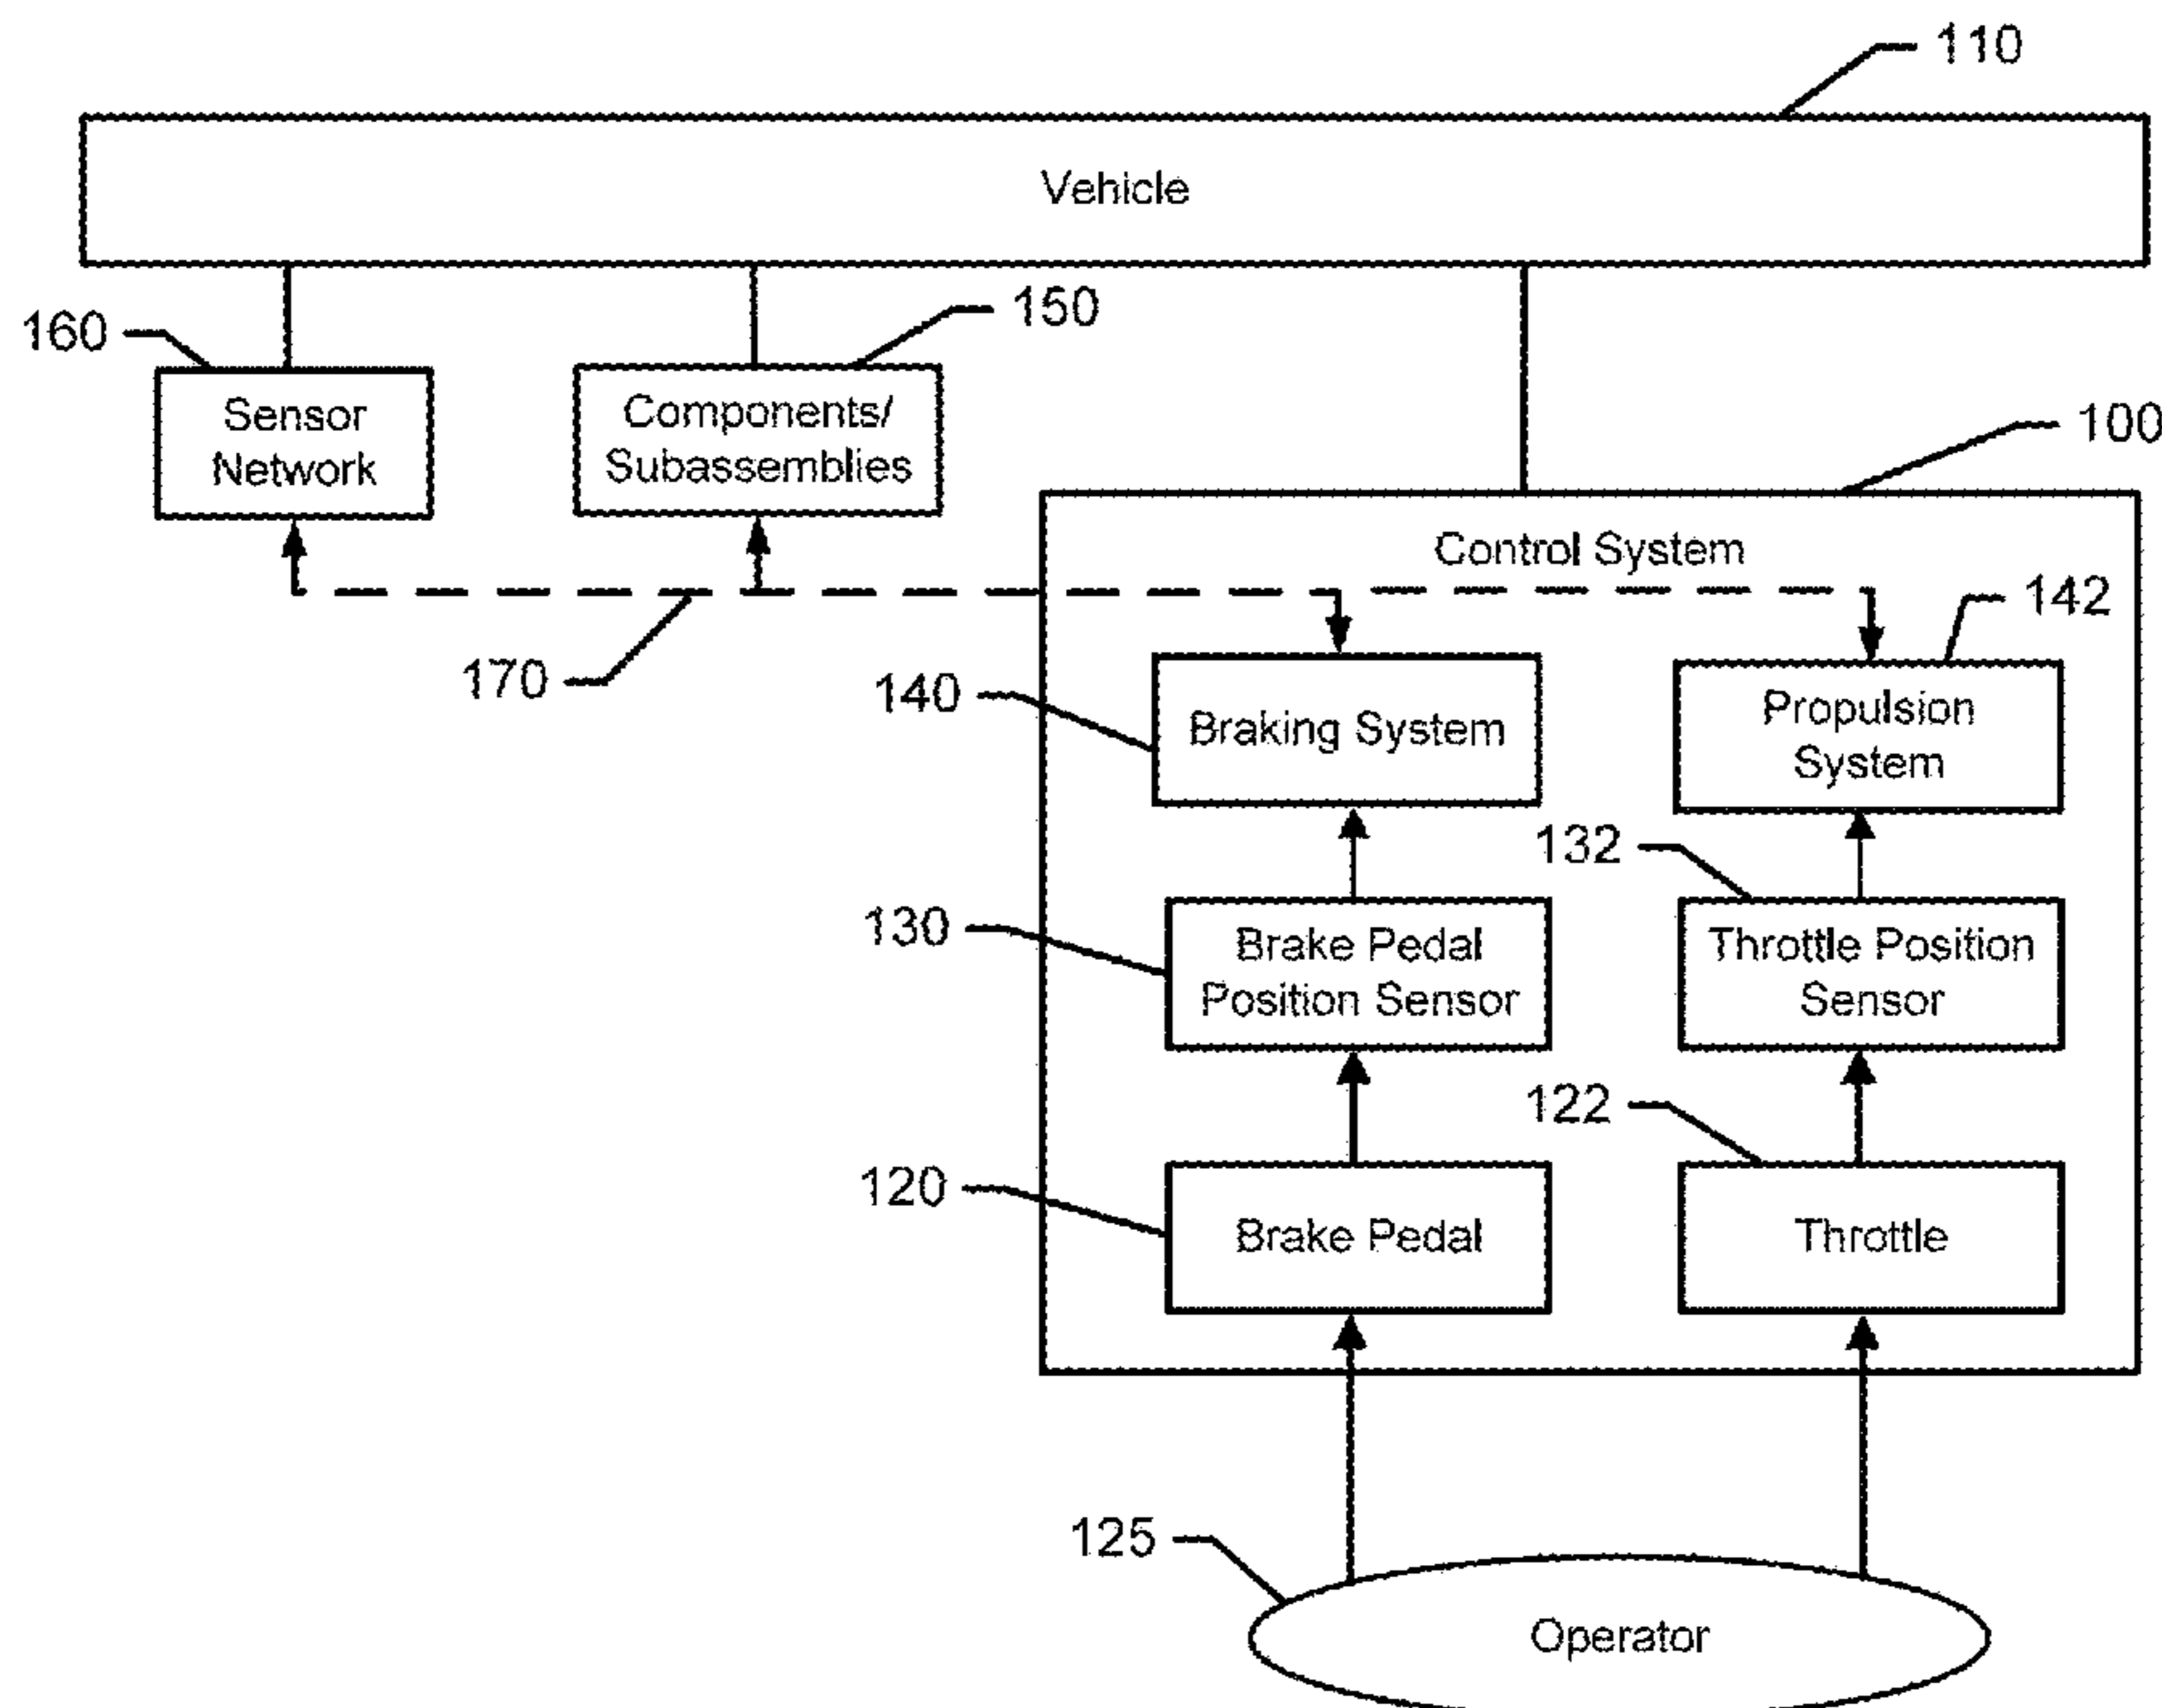 110
Vehicle
160
150
Sensor
Network
Components/
Subassemblies
100
Control System
142
170
140
Braking System
Propulsion
System
132
130
Brake Pedal
Position Sensor
Throttle Position
Sensor
122
120
Brake Pedal
Throttle
125
Operator